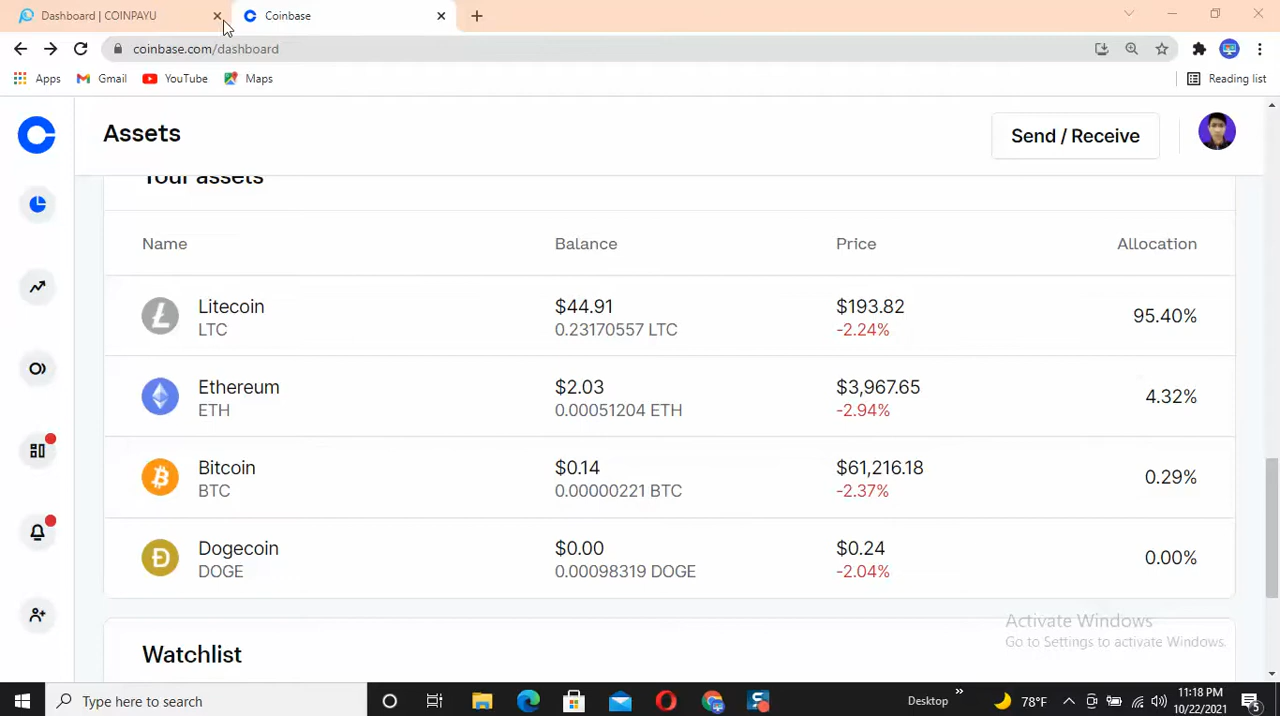 Dashboard | COINPAYU
Coinbase
coinbase.com/dashboard
Apps
Gmail
YouTube
Maps
Reading list
Assets
Send / Receive
Your assets
Name Balance Price Allocation
Litecoin $44.91 $193.82 95.40%
LTC 0.23170557 LTC -2.24%
Ethereum $2.03 $3,967.65 4.32%
ETH 0.00051204 ETH -2.94%
Bitcoin $0.14 $61,216.18 0.29%
BTC 0.00000221 BTC -2.37%
Dogecoin $0.00 $0.24 0.00%
DOGE 0.00098319 DOGE -2.04%
Activate Windows
Go to Settings to activate Windows.
Watchlist
Type here to search
Desktop
78°F
11:18 PM
10/22/2021
5